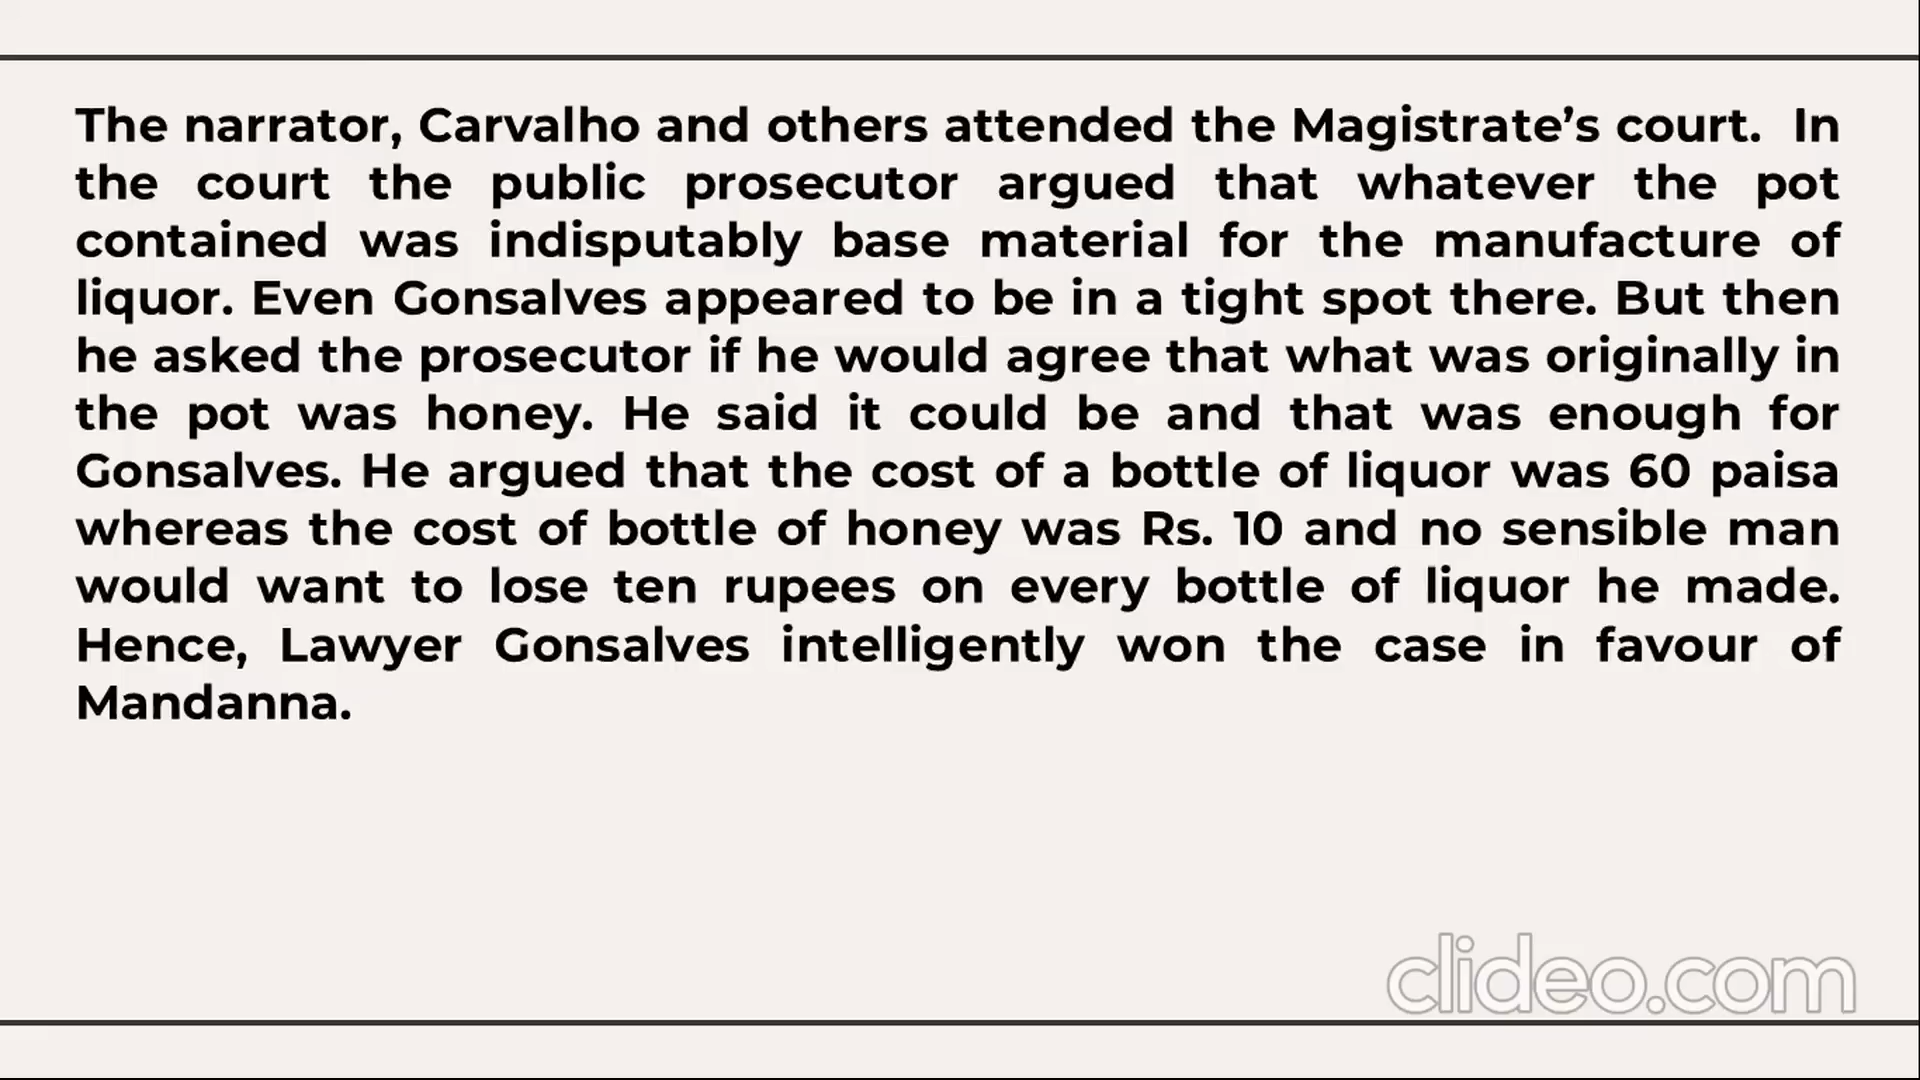 The narrator, Carvalho and others attended the Magistrate’s court.  In
the court the public prosecutor argued that whatever the pot
contained was indisputably base material for the manufacture of
liquor. Even Gonsalves appeared to be in a tight spot there. But then
he asked the prosecutor if he would agree that what was originally in
the pot was honey. He said it could be and that was enough for
Gonsalves. He argued that the cost of a bottle of liquor was 60 paisa
whereas the cost of bottle of honey was Rs. 10 and no sensible man
would want to lose ten rupees on every bottle of liquor he made.
Hence, Lawyer Gonsalves intelligently won the case in favour of
Mandanna.
clideo.com